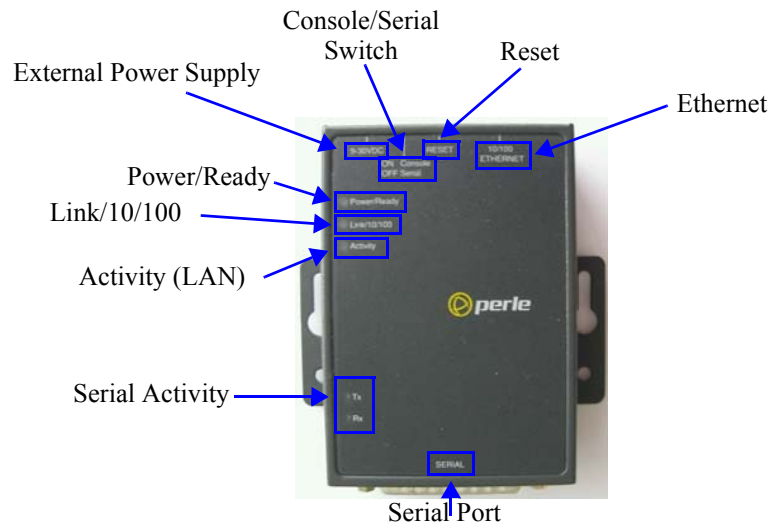 Console/Serial
Switch
Reset
External Power Supply
Ethernet
9-30VDC
RESET
10/100
ETHERNET
ON Console
OFF Serial
Power/Ready
Power/Ready
Link/10/100
Link/10/100
Activity
Activity (LAN)
perle
Serial Activity
Tx
Rx
SERIAL
Serial Port